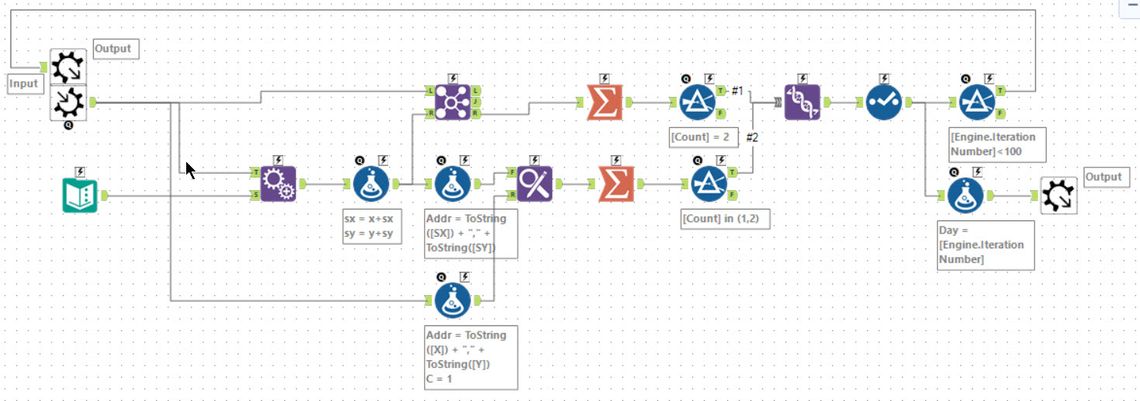 Output
Input
L
R
L
J
R
T
F
#1
[Count] = 2
#2
T
F
[Engine.Iteration
Number]<100
T
S
sx = x+sx
sy = y+sy
Addr = ToString
([SX]) + "," +
ToString([SY])
F
R
T
F
[Count] in (1,2)
Day =
[Engine.Iteration
Number]
Output
Addr = ToString
([X]) + "," +
ToString([Y])
C = 1